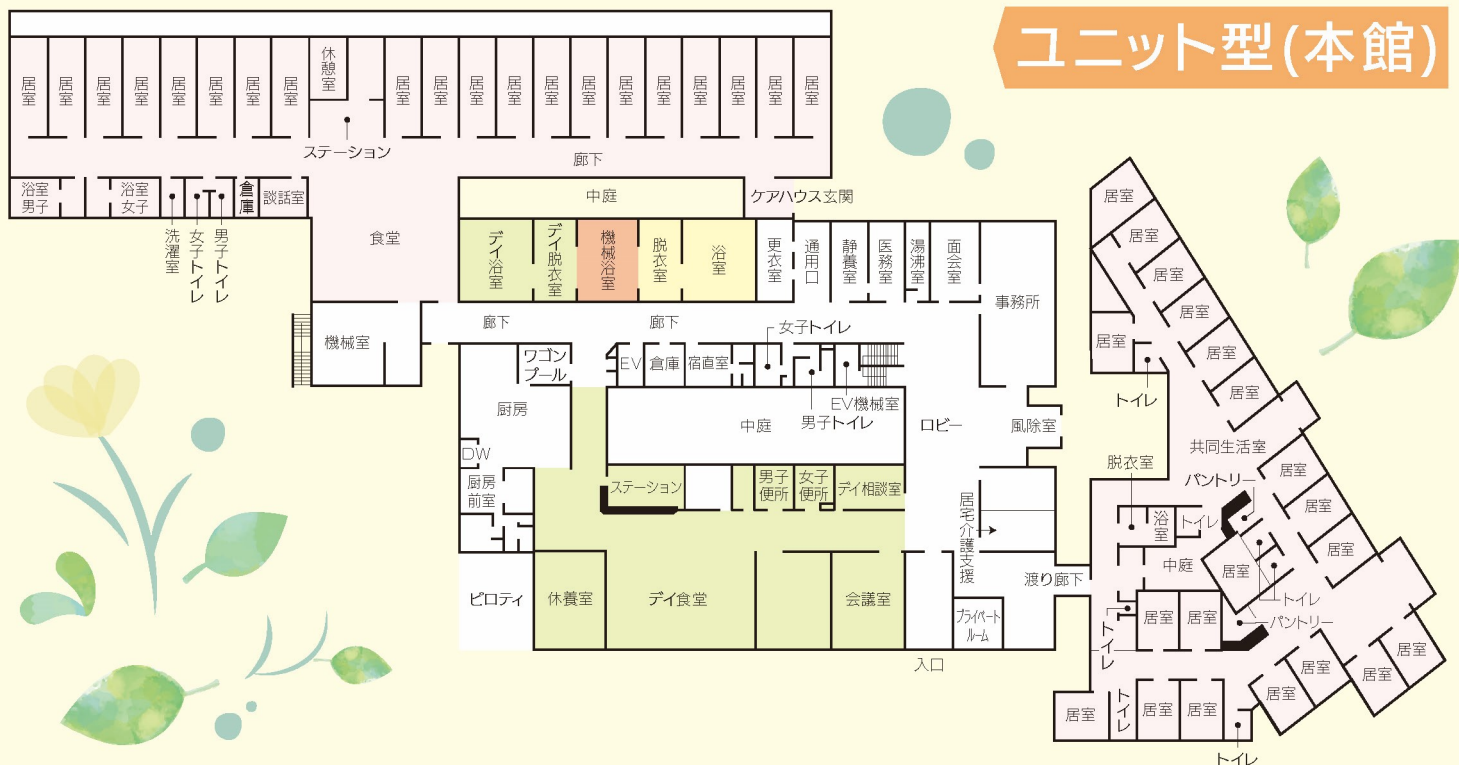 ユニット型(本館)
居室
居室
居室
居室
居室
居室
居室
居室
休憩室
居室
居室
居室
居室
居室
居室
居室
居室
居室
居室
居室
居室
ステーション
廊下
浴室
男子
浴室
女子
倉庫
談話室
洗濯室
女子トイレ
男子トイレ
食堂
中庭
ケアハウス玄関
デイ浴室
デイ脱衣室
機械浴室
脱衣室
浴室
更衣室
通用口
静養室
医務室
湯沸室
面会室
事務所
機械室
廊下
廊下
女子トイレ
ワゴン
プール
EV
倉庫
宿直室
EV機械室
男子トイレ
厨房
中庭
ロビー
風除室
DW
厨房
前室
ステーション
男子
便所
女子
便所
デイ相談室
居宅介護支援
ピロティ
休養室
デイ食堂
会議室
プライベート
ルーム
渡り廊下
入口
居室
居室
居室
居室
居室
居室
居室
トイレ
共同生活室
脱衣室
パントリー
居室
居室
居室
浴室
トイレ
中庭
居室
トイレ
パントリー
トイレ
居室
居室
居室
居室
居室
居室
居室
トイレ
居室
居室
トイレ